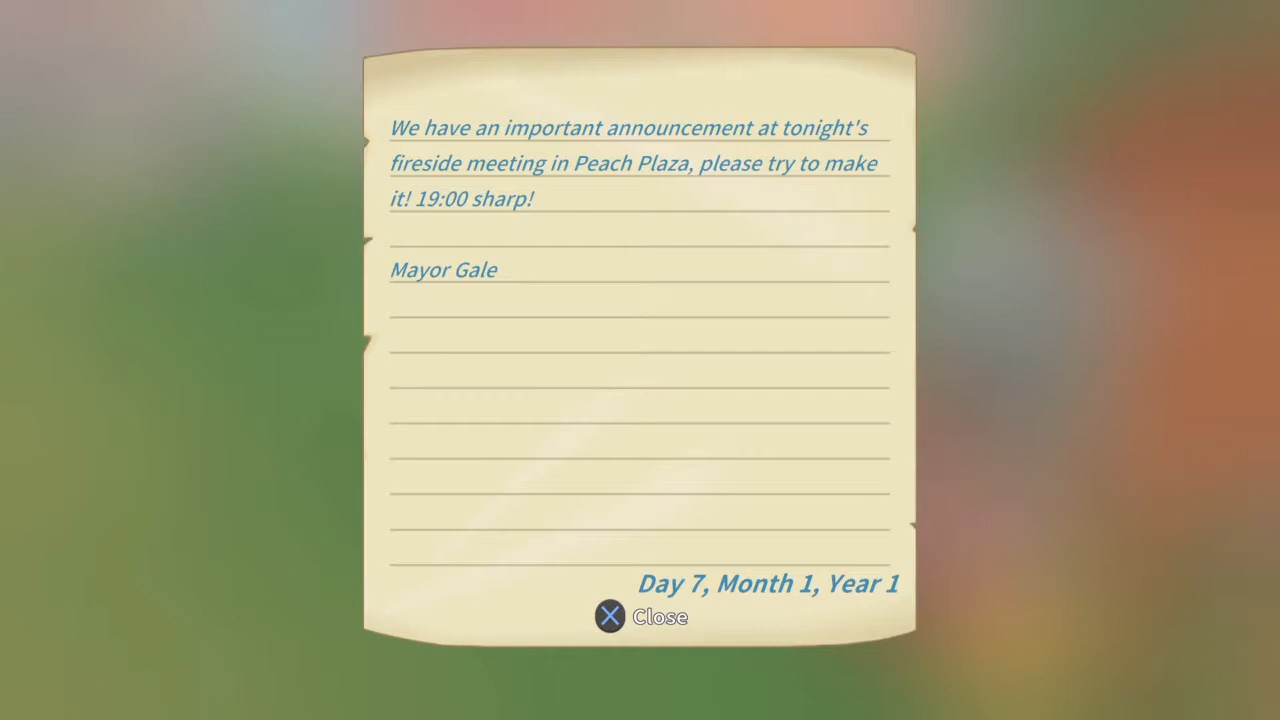 We have an important announcement at tonight's
fireside meeting in Peach Plaza, please try to make
it! 19:00 sharp!
Mayor Gale
Day 7, Month 1, Year 1
Close